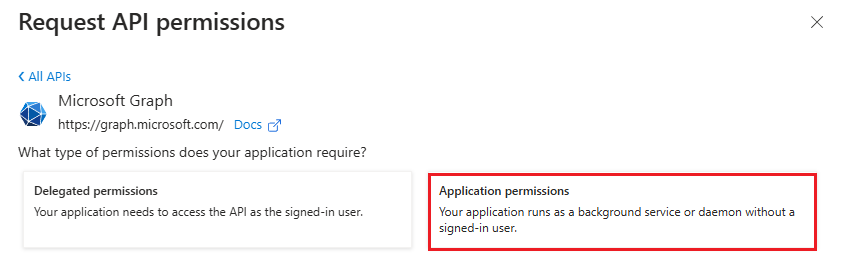 Request API permissions
All APIs
Microsoft Graph
https://graph.microsoft.com/ Docs
What type of permissions does your application require?
Delegated permissions
Your application needs to access the API as the signed-in user.
Application permissions
Your application runs as a background service or daemon without a
signed-in user.